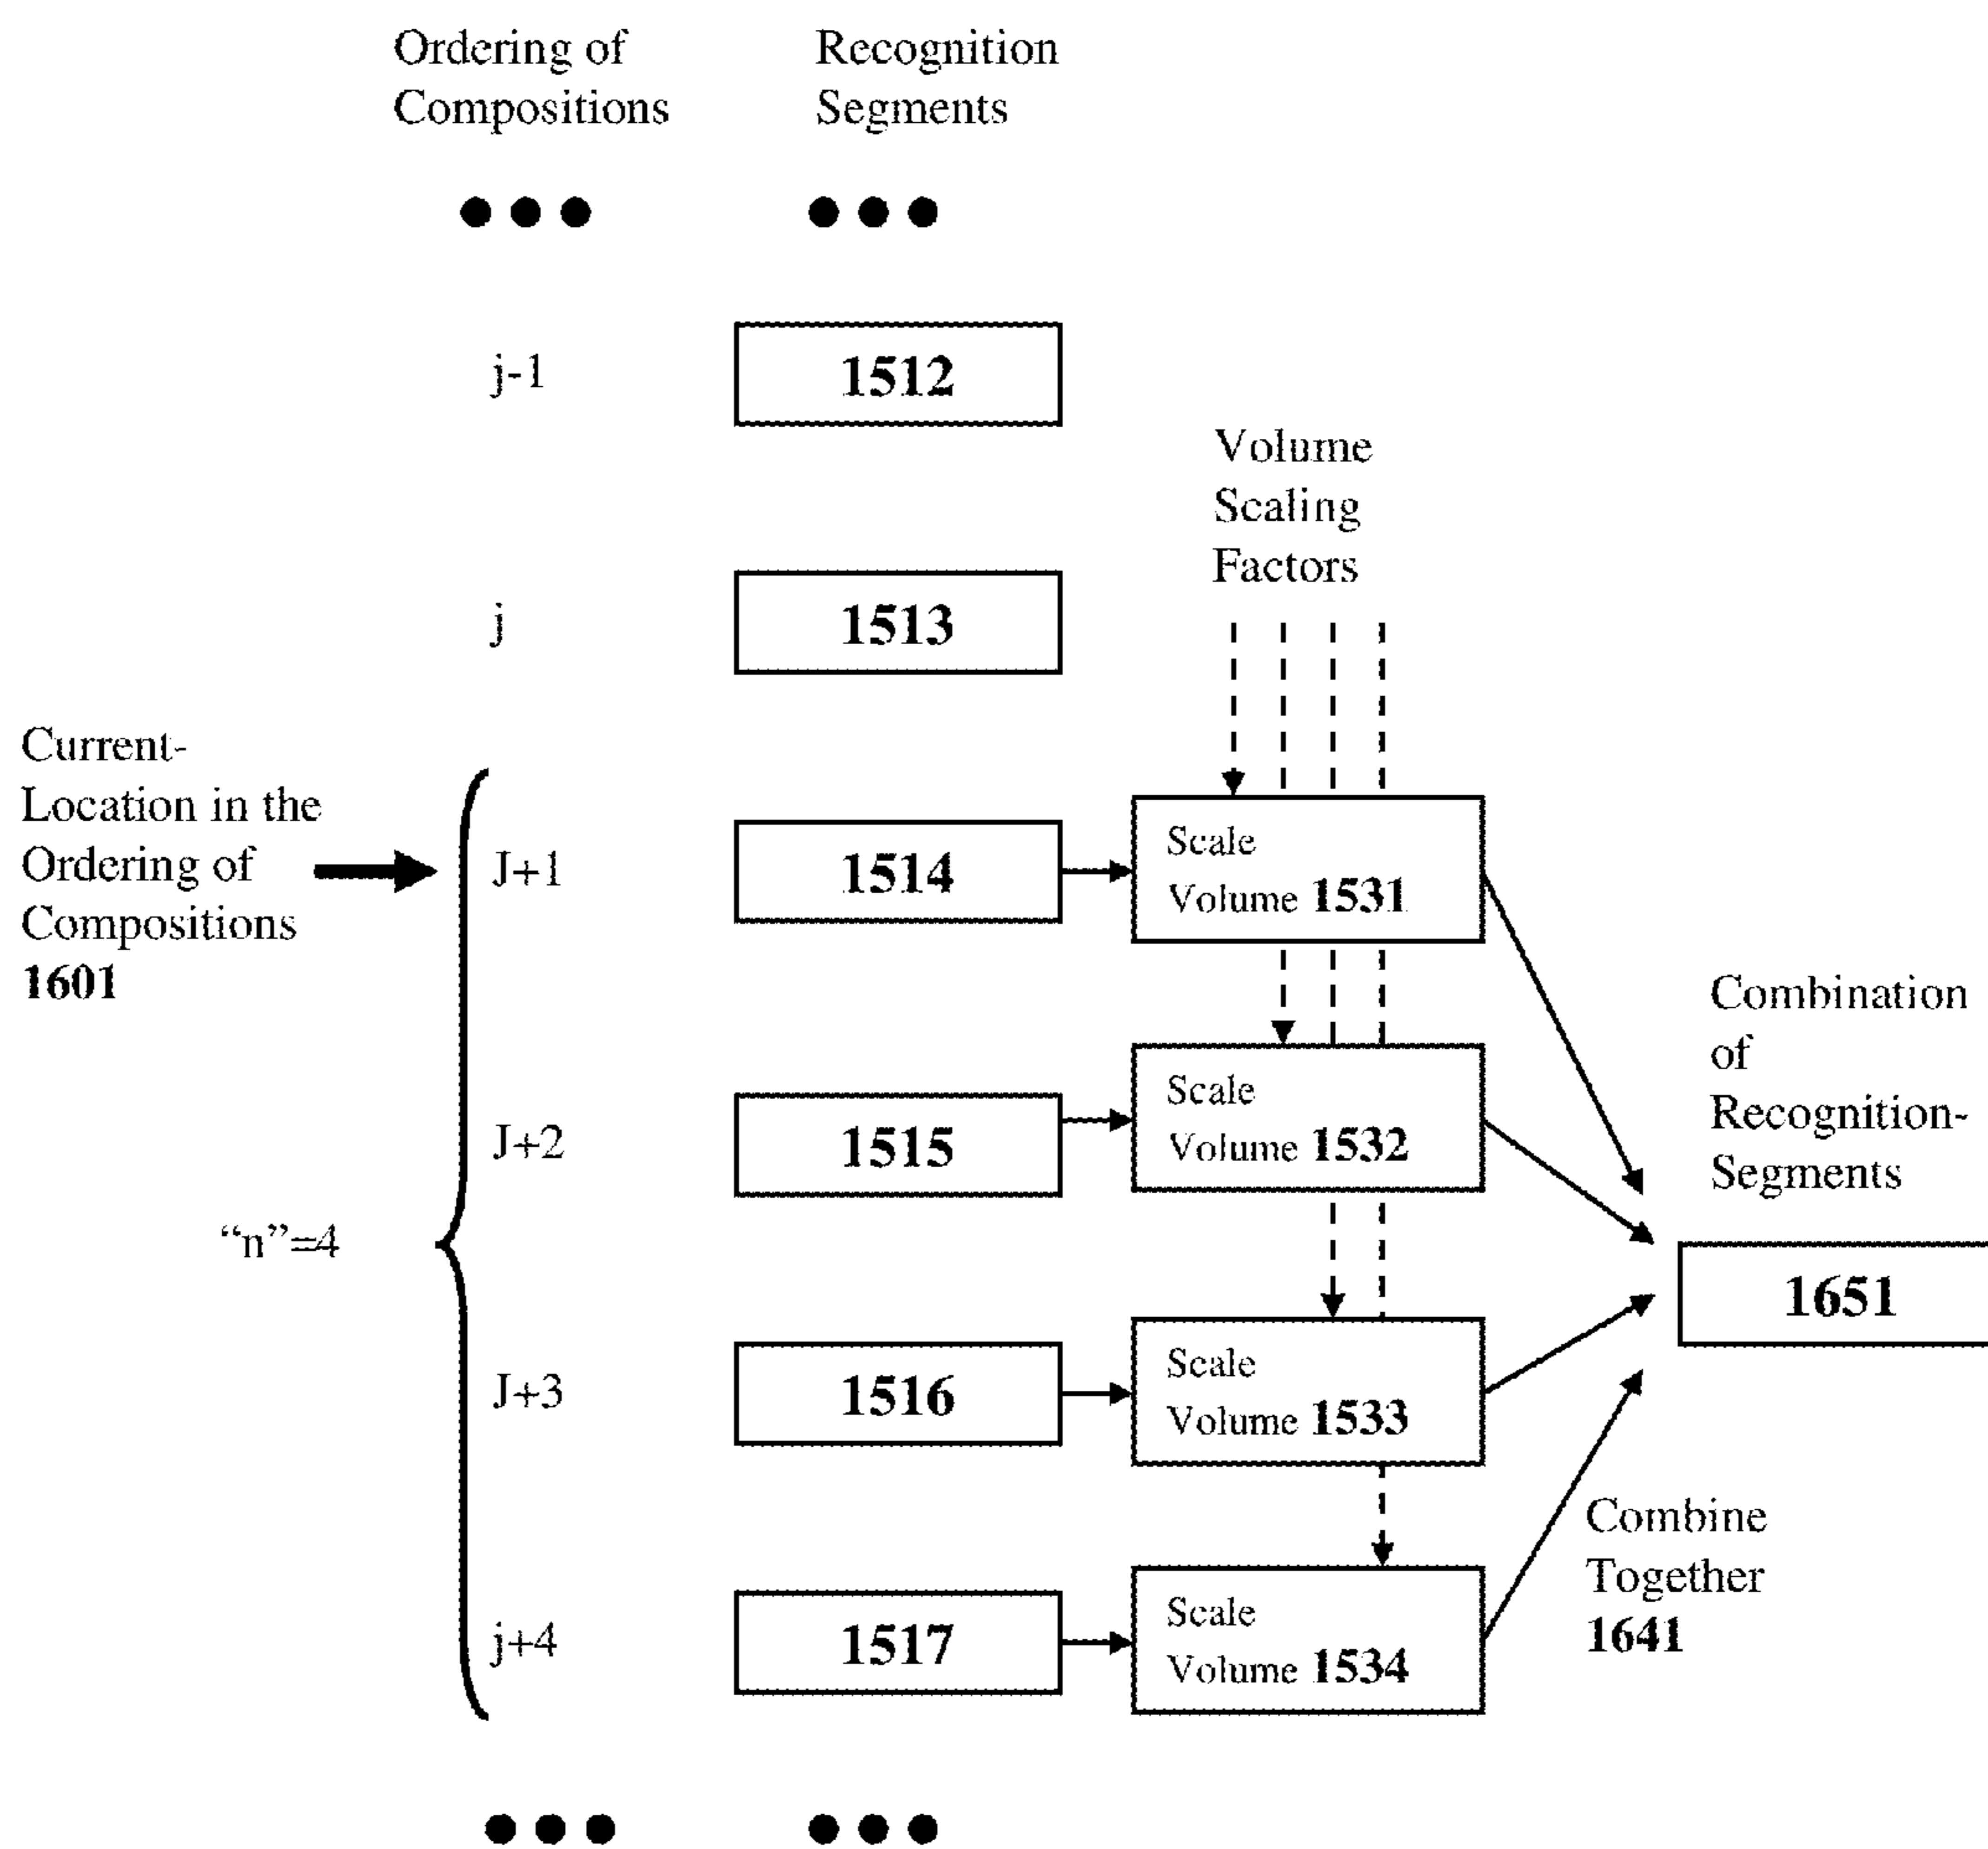 Ordering of
Compositions
Recognition
Segments
j-1
1512
Volume
Scaling
Factors
j
1513
Current-
Location in the
Ordering of
Compositions
1601
J+1
1514
Scale
Volume 1531
J+2
1515
Scale
Volume 1532
Combination
of
Recognition-
Segments
"n"=4
1651
J+3
1516
Scale
Volume 1533
Combine
Together
1641
j+4
1517
Scale
Volume 1534